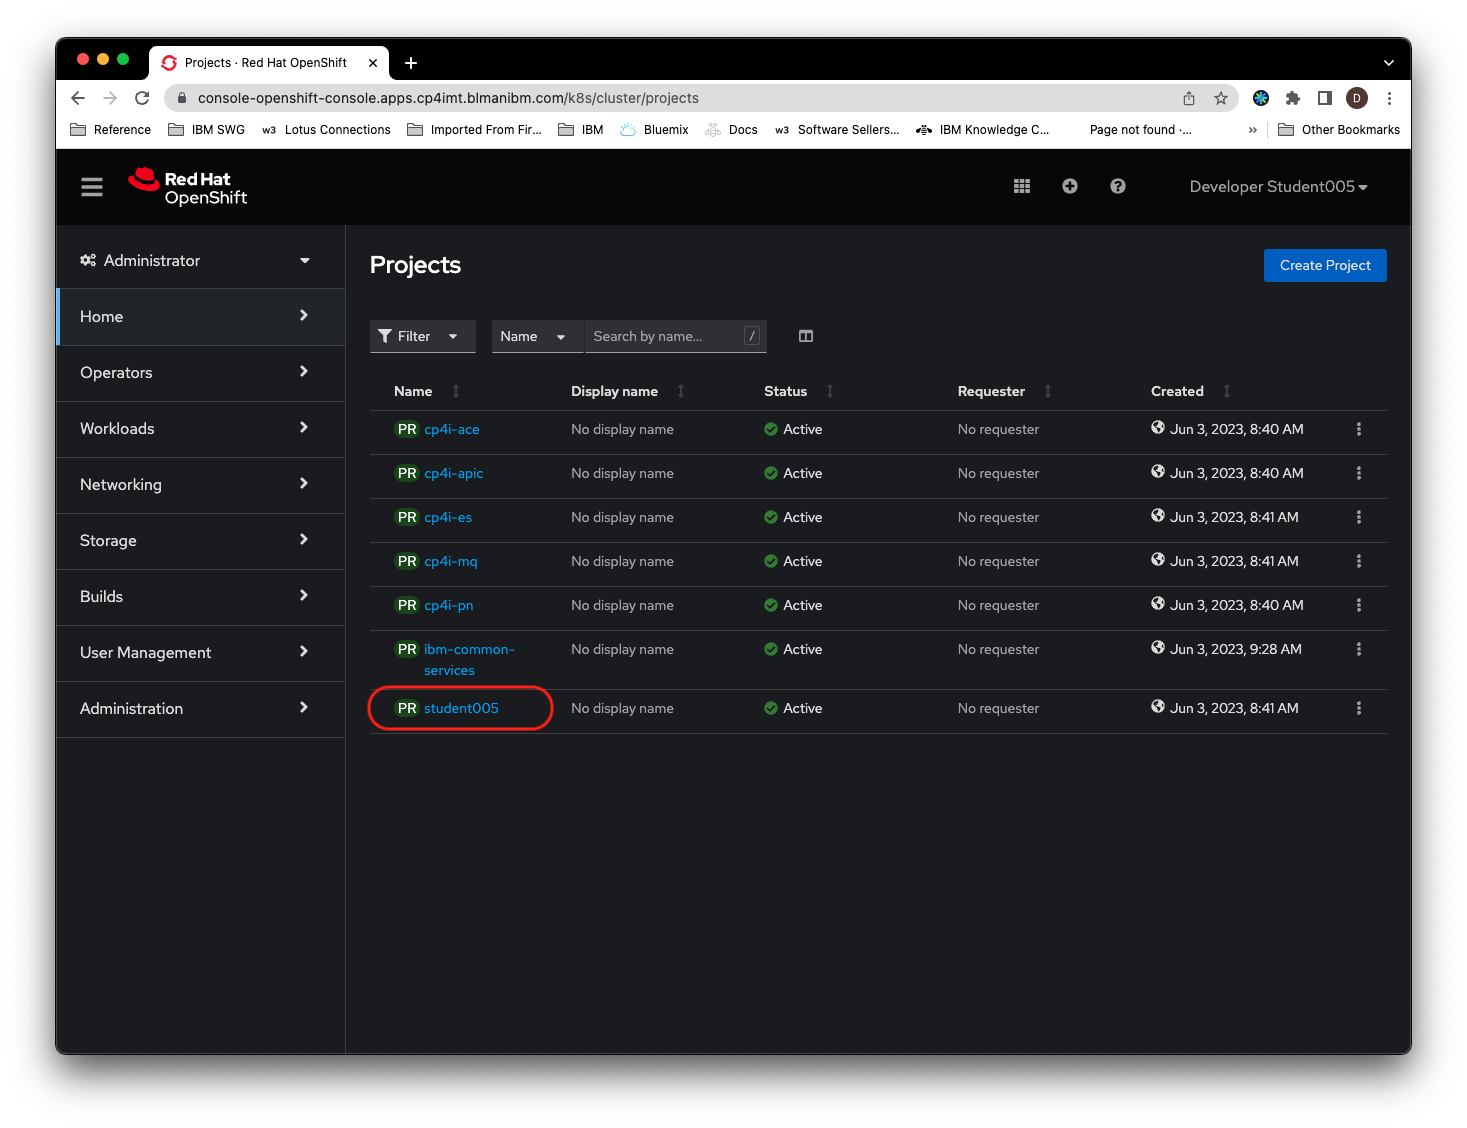 Projects · Red Hat OpenShift
console-openshift-console.apps.cp4imt.blmanibm.com/k8s/cluster/projects
D
Reference IBM SWG w3 Lotus Connections Imported From Fir... IBM Bluemix Docs w3 Software Sellers... IBM Knowledge C... Page not found ·... » Other Bookmarks
Red Hat
OpenShift
Developer Student005
Administrator
Home
Operators
Workloads
Networking
Storage
Builds
User Management
Administration
Projects
Create Project
Filter Name Search by name... /
Name Display name Status Requester Created
PR cp4i-ace No display name Active No requester Jun 3, 2023, 8:40 AM
PR cp4i-apic No display name Active No requester Jun 3, 2023, 8:40 AM
PR cp4i-es No display name Active No requester Jun 3, 2023, 8:41 AM
PR cp4i-mq No display name Active No requester Jun 3, 2023, 8:41 AM
PR cp4i-pn No display name Active No requester Jun 3, 2023, 8:40 AM
PR ibm-common- No display name Active No requester Jun 3, 2023, 9:28 AM
services
PR student005 No display name Active No requester Jun 3, 2023, 8:41 AM